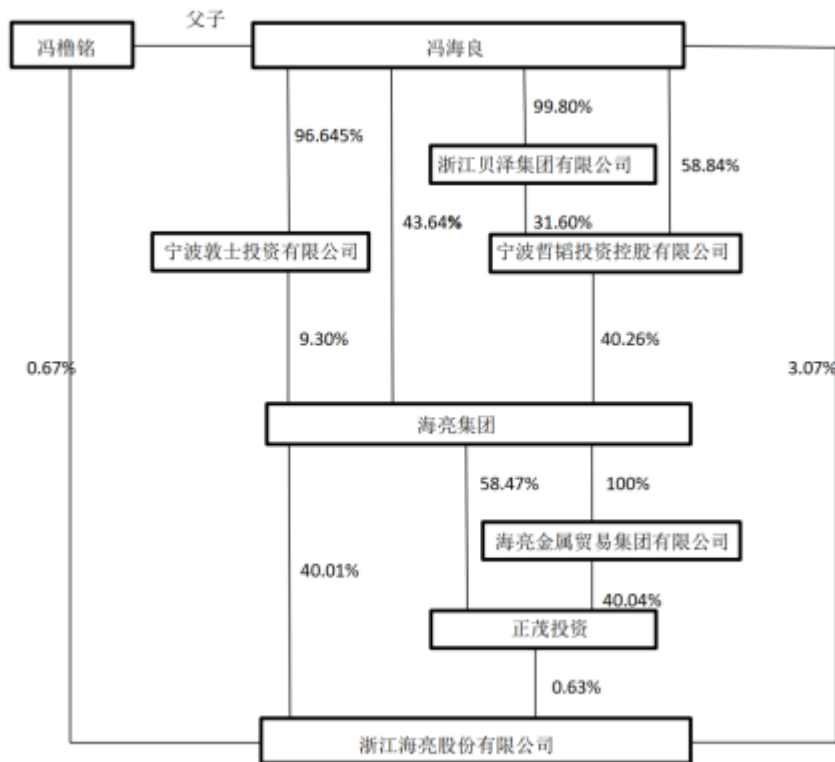 父子
冯橹铭
冯海良
99.80%
96.645%
浙江贝泽集团有限公司
58.84%
43.64%
31.60%
宁波敦士投资有限公司
宁波哲韬投资控股有限公司
9.30%
40.26%
0.67%
3.07%
海亮集团
58.47%
100%
海亮金属贸易集团有限公司
40.01%
40.04%
正茂投资
0.63%
浙江海亮股份有限公司